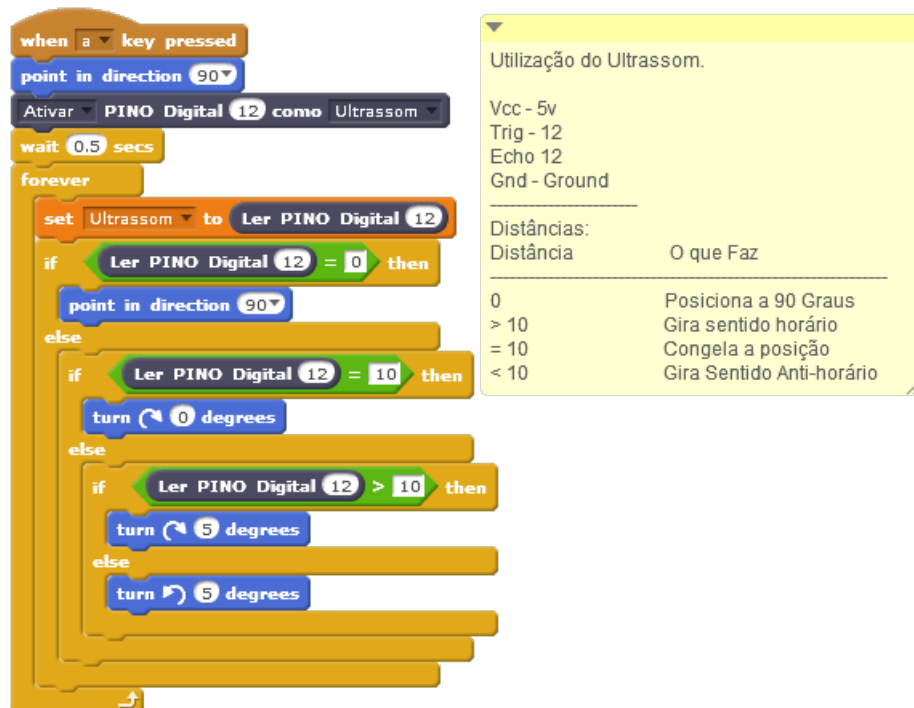 when a key pressed
point in direction 90
Ativar PINO Digital 12 como Ultrassom
wait 0.5 secs
forever
set Ultrassom to Ler PINO Digital 12
if Ler PINO Digital 12 = 0 then
point in direction 90
else
if Ler PINO Digital 12 = 10 then
turn 0 degrees
else
if Ler PINO Digital 12 > 10 then
turn 5 degrees
else
turn 5 degrees
Utilização do Ultrassom.
Vcc - 5v
Trig - 12
Echo 12
Gnd - Ground
--------------------
Distâncias:
Distância O que Faz
--------------------
0 Posiciona a 90 Graus
> 10 Gira sentido horário
= 10 Congela a posição
< 10 Gira Sentido Anti-horário